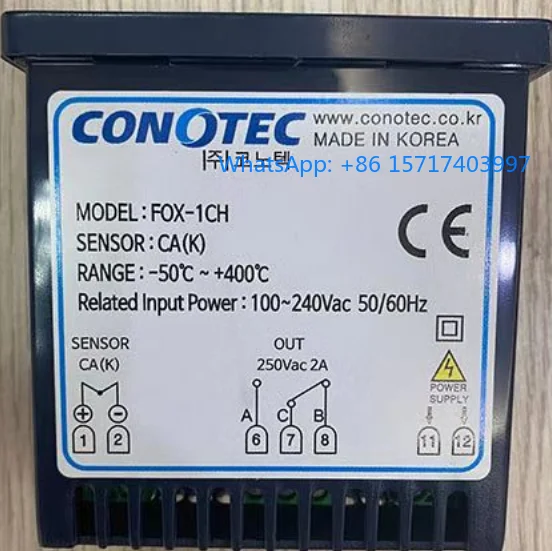 CONOTEC www.conotec.co.kr
MADE IN KOREA
(주)코노텍 WhatsApp: +86 15717403997
MODEL : FOX-1CH
SENSOR : CA(K)
RANGE : -50℃ ~ +400℃
Related Input Power : 100~240Vac 50/60Hz
CE
SENSOR OUT
CA(K) 250Vac 2A
POWER
SUPPLY
A C B
+ -
1 2 6 7 8 11 12